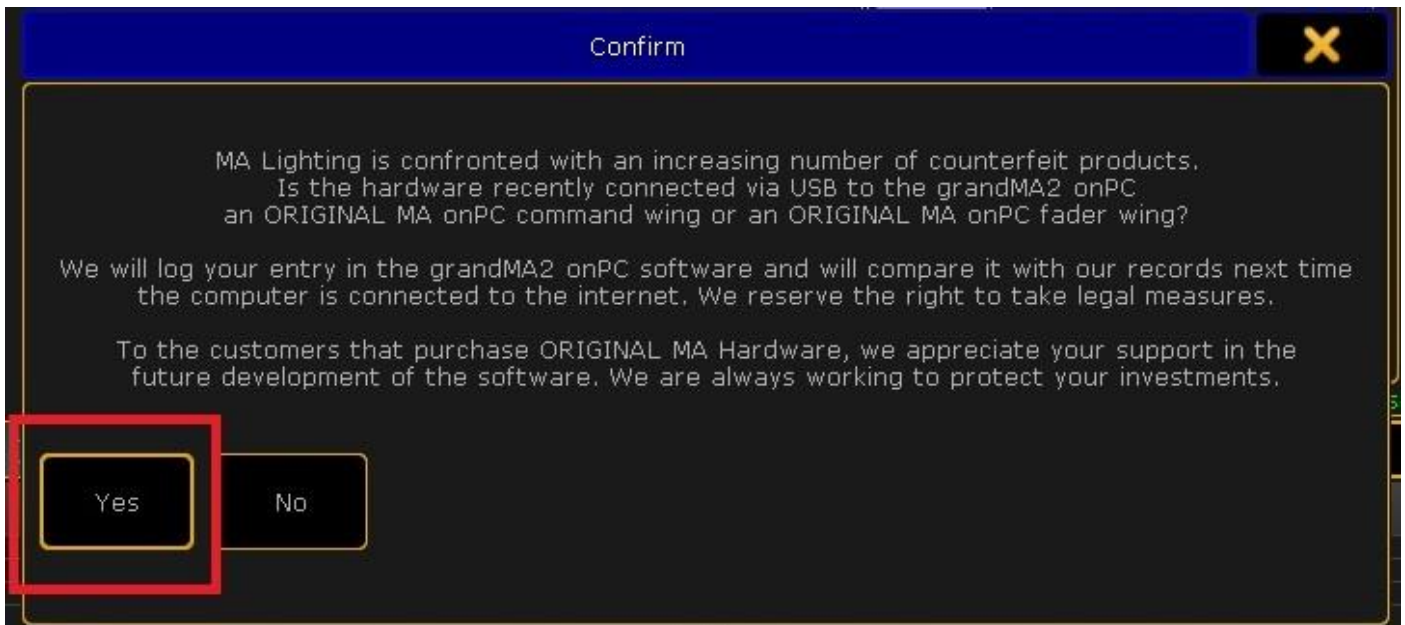 Confirm
MA Lighting is confronted with an increasing number of counterfeit products.
Is the hardware recently connected via USB to the grandMA2 onPC
an ORIGINAL MA onPC command wing or an ORIGINAL MA onPC fader wing?
We will log your entry in the grandMA2 onPC software and will compare it with our records next time
the computer is connected to the internet. We reserve the right to take legal measures.
To the customers that purchase ORIGINAL MA Hardware, we appreciate your support in the
future development of the software. We are always working to protect your investments.
Yes
No